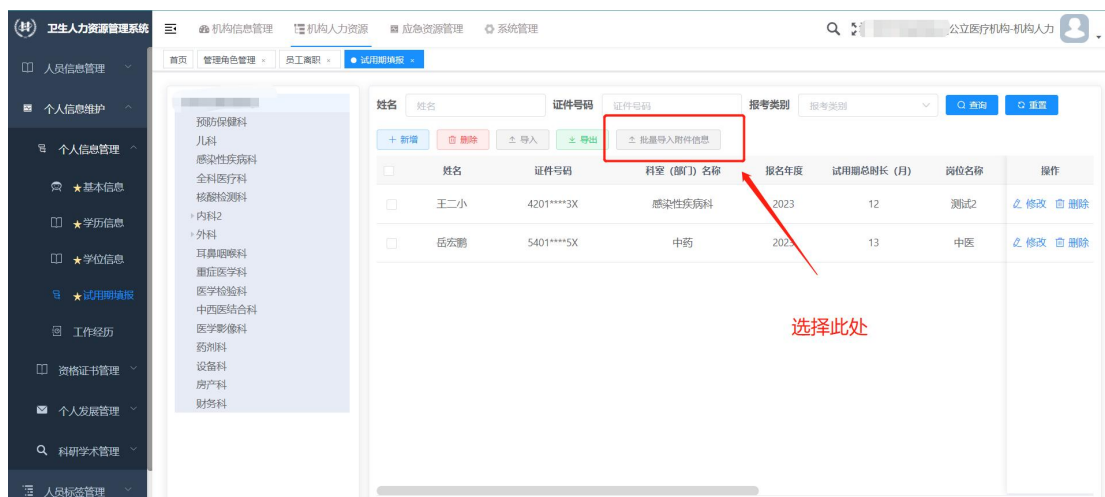 卫生人力资源管理系统
机构信息管理 机构人力资源 应急资源管理 系统管理
公立医疗机构-机构人力
首页 管理角色管理 × 员工离职 × 试用期填报 ×
人员信息管理
个人信息维护
个人信息管理
★基本信息
★学历信息
★学位信息
★试用期填报
工作经历
资格证书管理
个人发展管理
科研学术管理
人员标签管理
预防保健科
儿科
感染性疾病科
全科医疗科
核酸检测科
内科2
外科
耳鼻咽喉科
重症医学科
医学检验科
中西医结合科
医学影像科
药剂科
设备科
房产科
财务科
姓名 姓名 证件号码 证件号码 报考类别 报考类别 查询 重置
+ 新增 删除 导入 导出 批量导入附件信息
姓名 证件号码 科室（部门）名称 报名年度 试用期总时长（月） 岗位名称 操作
王二小 4201****3X 感染性疾病科 2023 12 测试2 修改 删除
岳宏鹏 5401****5X 中药 2023 13 中医 修改 删除
选择此处